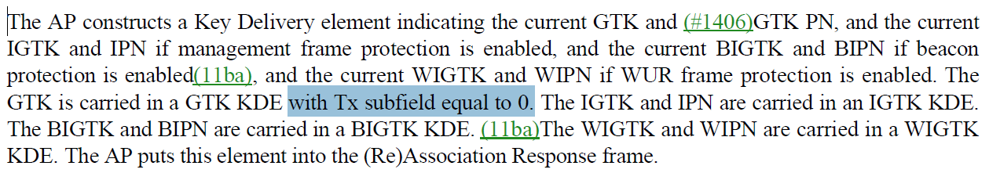 The AP constructs a Key Delivery element indicating the current GTK and (#1406)GTK PN, and the current
IGTK and IPN if management frame protection is enabled, and the current BIGTK and BIPN if beacon
protection is enabled(11ba), and the current WIGTK and WIPN if WUR frame protection is enabled. The
GTK is carried in a GTK KDE with Tx subfield equal to 0. The IGTK and IPN are carried in an IGTK KDE.
The BIGTK and BIPN are carried in a BIGTK KDE. (11ba)The WIGTK and WIPN are carried in a WIGTK
KDE. The AP puts this element into the (Re)Association Response frame.